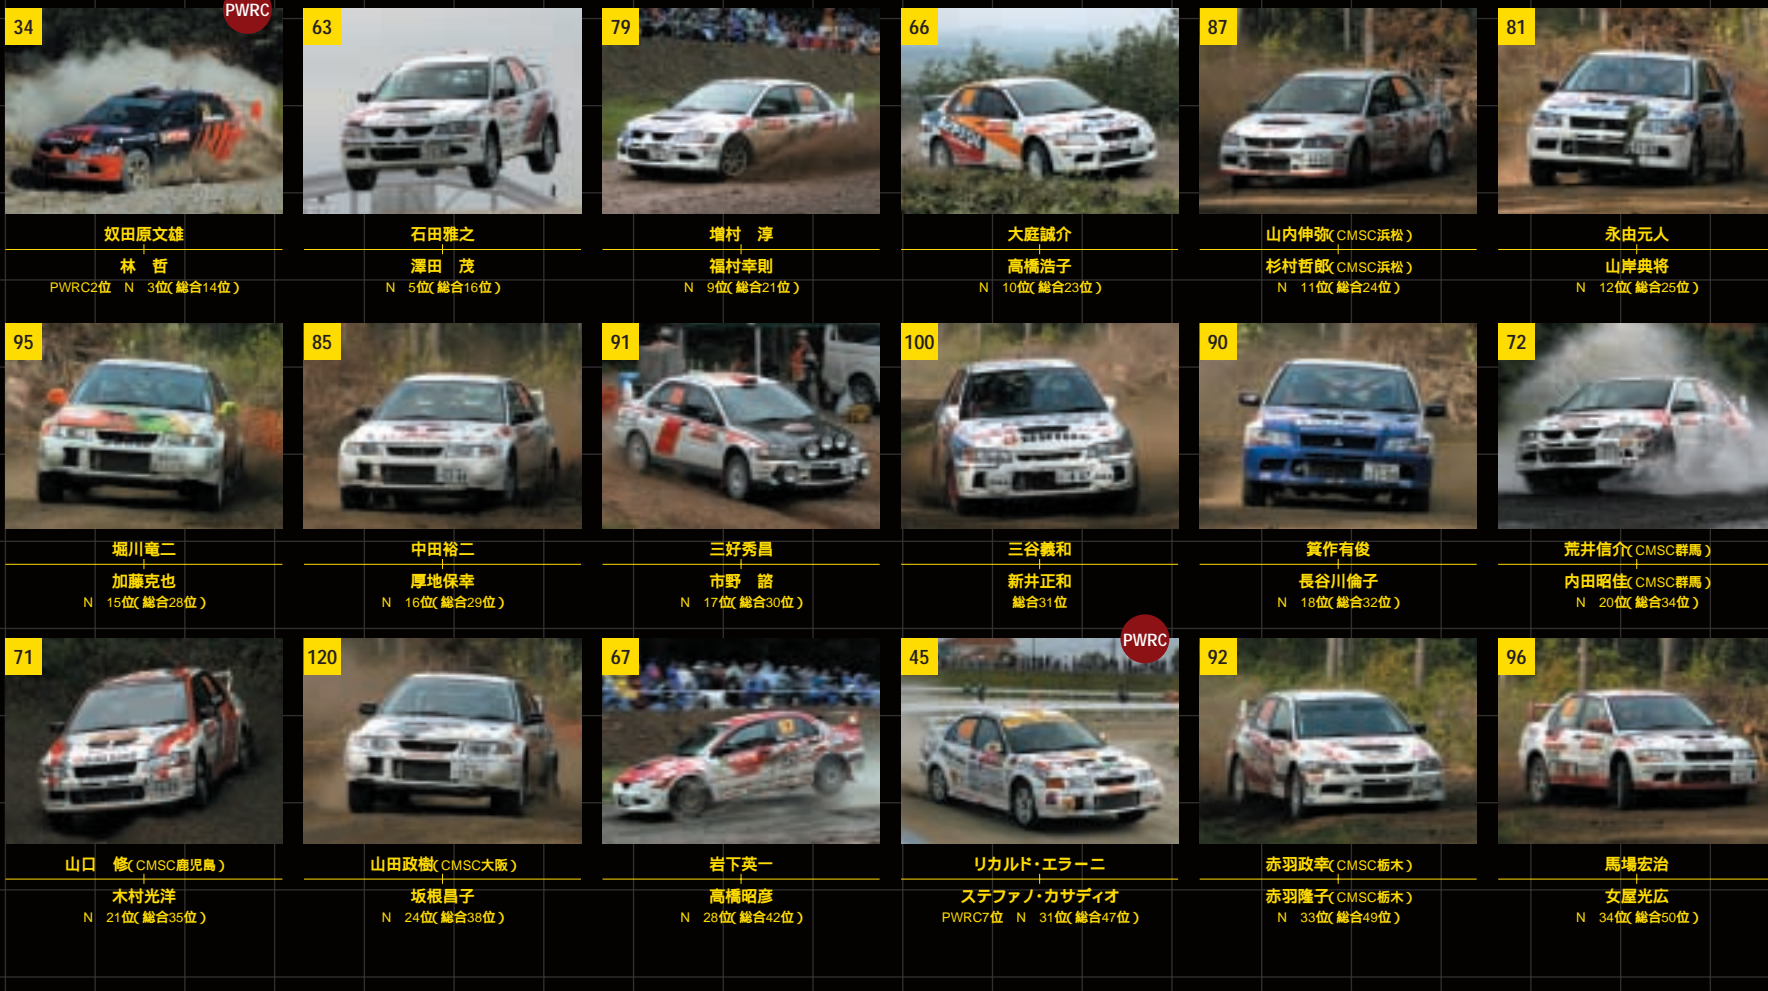 34
PWRC
63
79
66
87
81
奴田原文雄
林　哲
PWRC2位　N　3位(総合14位)
石田雅之
澤田　茂
N　5位(総合16位)
増村　淳
福村幸則
N　9位(総合21位)
大庭誠介
高橋浩子
N　10位(総合23位)
山内伸弥(CMSC浜松)
杉村哲郎(CMSC浜松)
N　11位(総合24位)
永由元人
山岸典将
N　12位(総合25位)
95
85
91
100
90
72
堀川竜二
加藤克也
N　15位(総合28位)
中田裕二
厚地保幸
N　16位(総合29位)
三好秀昌
市野　諮
N　17位(総合30位)
三谷義和
新井正和
総合31位
箕作有俊
長谷川倫子
N　18位(総合32位)
荒井信介(CMSC群馬)
内田昭佳(CMSC群馬)
N　20位(総合34位)
71
120
67
45
PWRC
92
96
山口　修(CMSC鹿児島)
木村光洋
N　21位(総合35位)
山田政樹(CMSC大阪)
坂根昌子
N　24位(総合38位)
岩下英一
高橋昭彦
N　28位(総合42位)
リカルド・エラーニ
ステファノ・カサディオ
PWRC7位　N　31位(総合47位)
赤羽政幸(CMSC栃木)
赤羽隆子(CMSC栃木)
N　33位(総合49位)
馬場宏治
女屋光広
N　34位(総合50位)